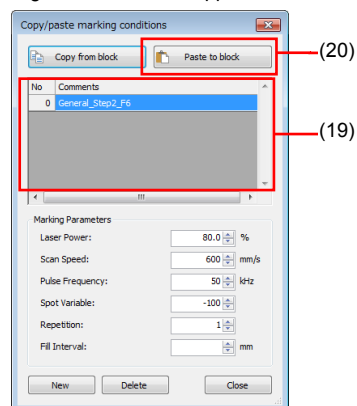 Copy/paste marking conditions
Copy from block
Paste to block
(20)
No Comments
0 General_Step2_F6
(19)
Marking Parameters
Laser Power: 80.0 %
Scan Speed: 600 mm/s
Pulse Frequency: 50 kHz
Spot Variable: -100
Repetition: 1
Fill Interval: mm
New Delete Close